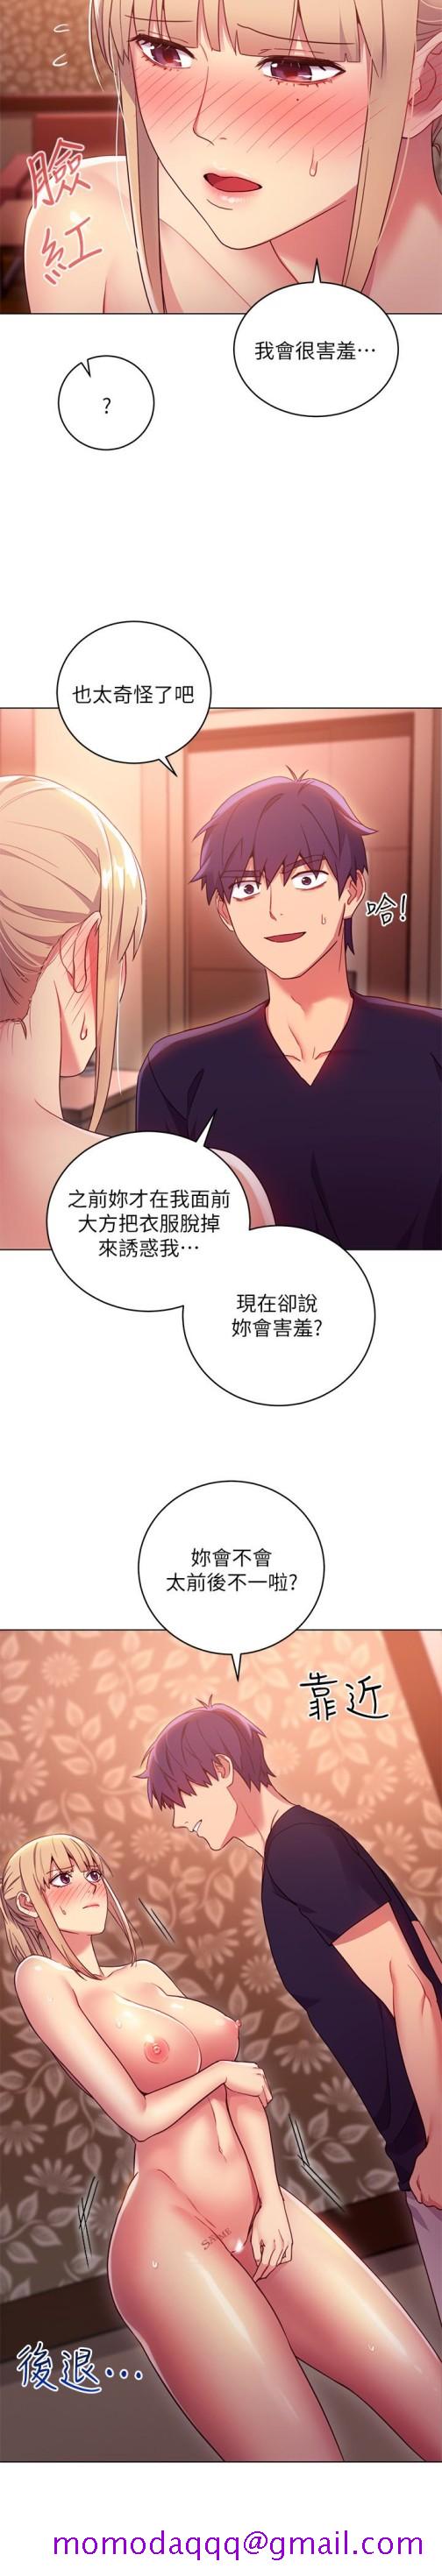 臉
紅
我會很害羞⋯
?
也太奇怪了吧
哈!
之前妳才在我面前
大方把衣服脫掉
來誘惑我⋯
現在卻說
妳會害羞?
妳會不會
太前後不一啦?
靠近
後退⋯
momodaqqq@gmail.com